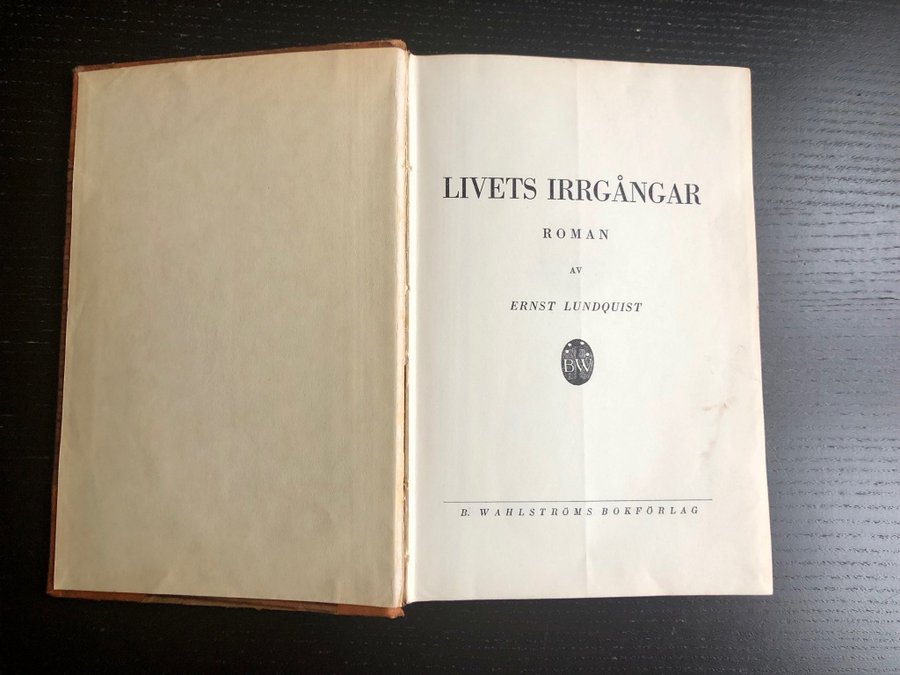 LIVETS IRRGÅNGAR
ROMAN
AV
ERNST LUNDQUIST
BW
B. WAHLSTRÖMS BOKFÖRLAG